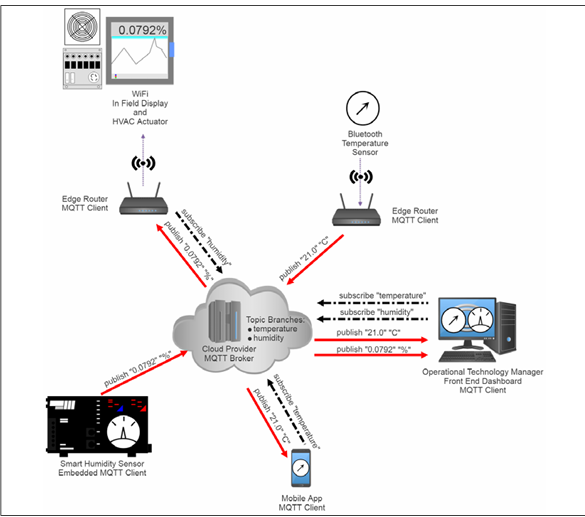 0.0792%
WiFi
In Field Display
and
HVAC Actuator
Bluetooth
Temperature
Sensor
Edge Router
MQTT Client
Edge Router
MQTT Client
subscribe "humidity"
publish "0.0792" "%"
publish "21.0" "°C"
Topic Branches:
● temperature
● humidity
Cloud Provider
MQTT Broker
subscribe "temperature"
subscribe "humidity"
publish "21.0" "°C"
publish "0.0792" "%"
Operational Technology Manager
Front End Dashboard
MQTT Client
publish "0.0792" "%"
Smart Humidity Sensor
Embedded MQTT Client
subscribe "temperature"
publish "21.0" "°C"
Mobile App
MQTT Client